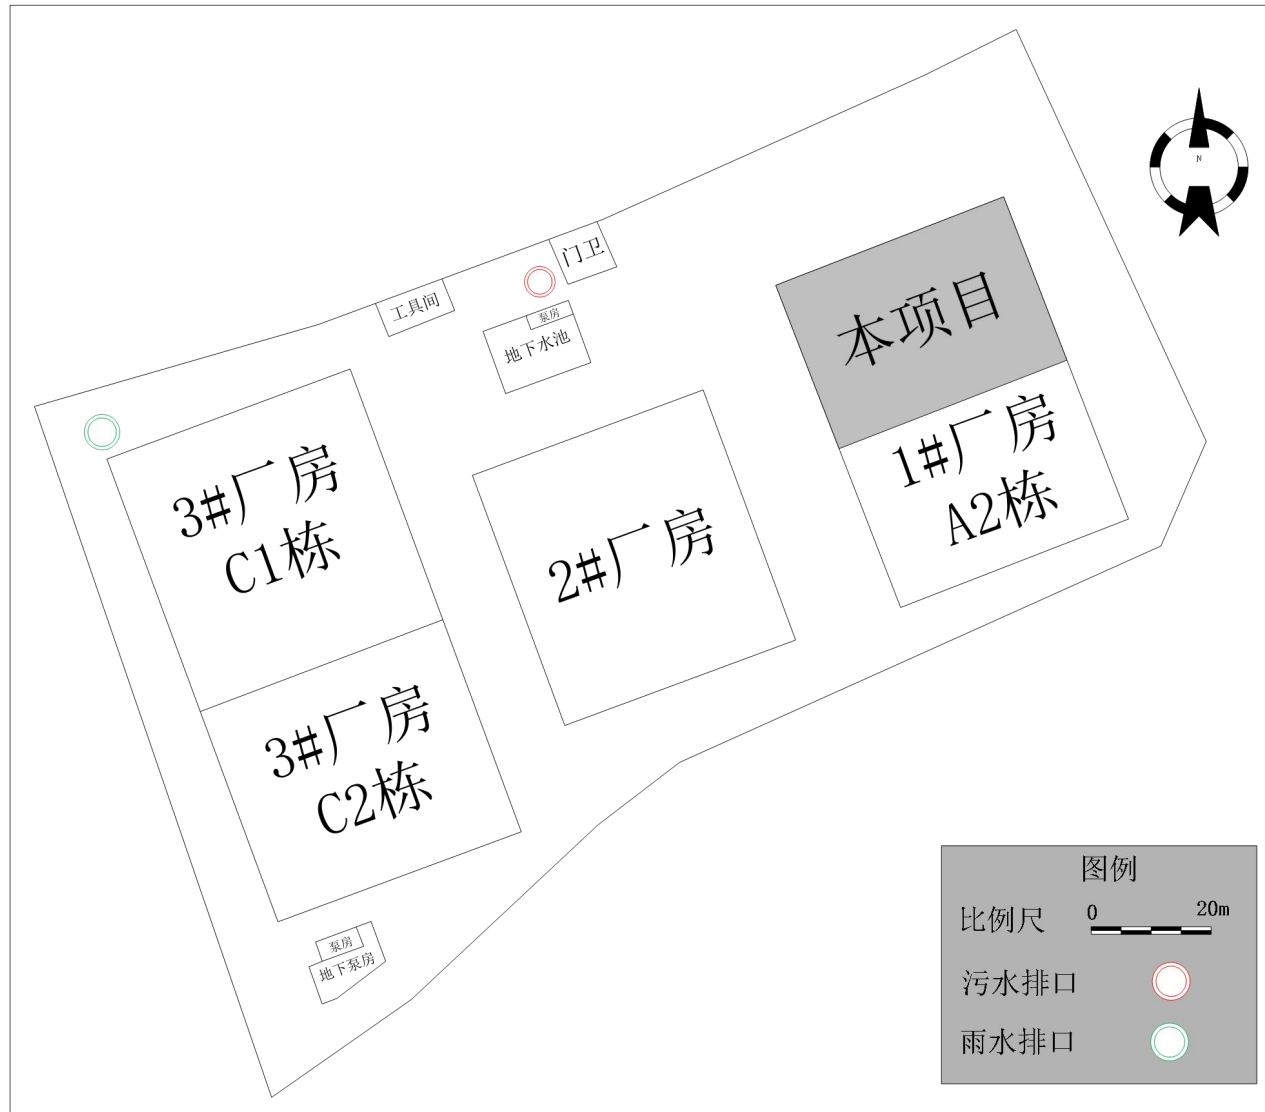 N
门卫
工具间
泵房
地下水池
本项目
1#厂房
A2栋
3#厂房
C1栋
2#厂房
3#厂房
C2栋
泵房
地下泵房
图例
比例尺
0
20m
污水排口
雨水排口